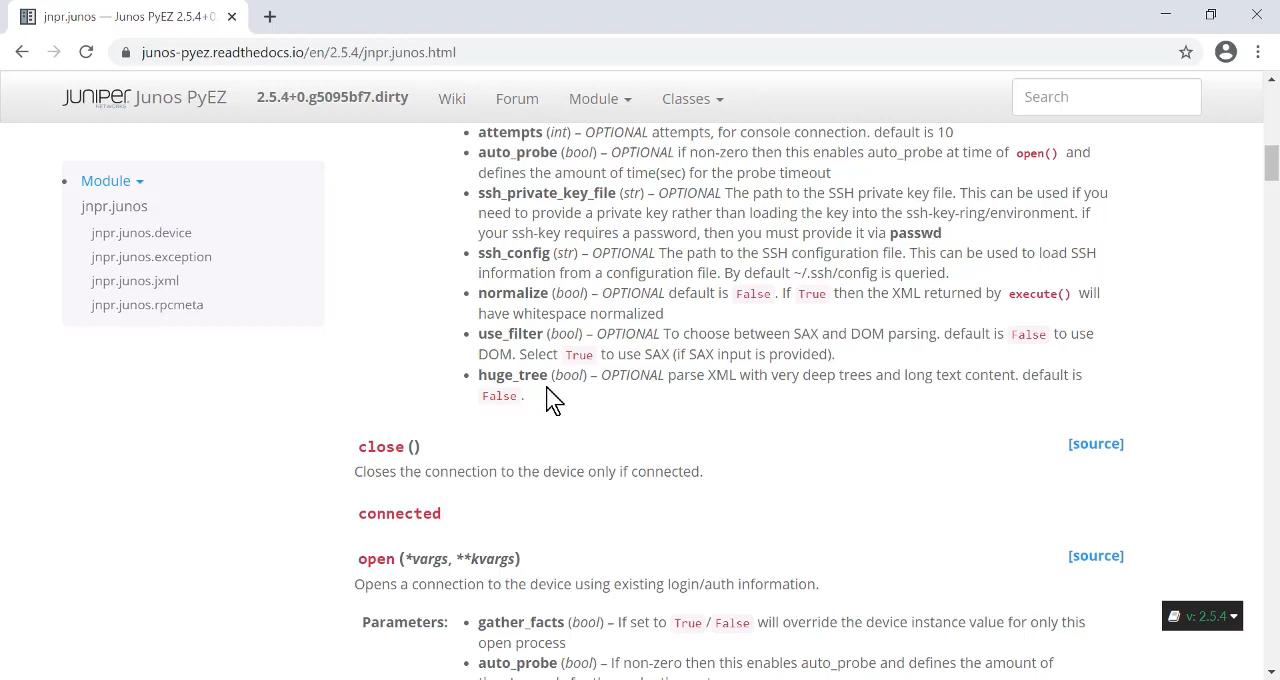 jnpr.junos — Junos PyEZ 2.5.4+0.
junos-pyez.readthedocs.io/en/2.5.4/jnpr.junos.html
JUNIPER NETWORKS Junos PyEZ 2.5.4+0.g5095bf7.dirty Wiki Forum Module Classes Search
Module
jnpr.junos
jnpr.junos.device
jnpr.junos.exception
jnpr.junos.jxml
jnpr.junos.rpcmeta
• attempts (int) – OPTIONAL attempts, for console connection. default is 10
• auto_probe (bool) – OPTIONAL if non-zero then this enables auto_probe at time of open() and
defines the amount of time(sec) for the probe timeout
• ssh_private_key_file (str) – OPTIONAL The path to the SSH private key file. This can be used if you
need to provide a private key rather than loading the key into the ssh-key-ring/environment. if
your ssh-key requires a password, then you must provide it via passwd
• ssh_config (str) – OPTIONAL The path to the SSH configuration file. This can be used to load SSH
information from a configuration file. By default ~/.ssh/config is queried.
• normalize (bool) – OPTIONAL default is False. If True then the XML returned by execute() will
have whitespace normalized
• use_filter (bool) – OPTIONAL To choose between SAX and DOM parsing. default is False to use
DOM. Select True to use SAX (if SAX input is provided).
• huge_tree (bool) – OPTIONAL parse XML with very deep trees and long text content. default is
False.
close () [source]
Closes the connection to the device only if connected.
connected
open (*vargs, **kvargs) [source]
Opens a connection to the device using existing login/auth information.
Parameters: • gather_facts (bool) – If set to True/False will override the device instance value for only this
open process
• auto_probe (bool) – If non-zero then this enables auto_probe and defines the amount of
v: 2.5.4